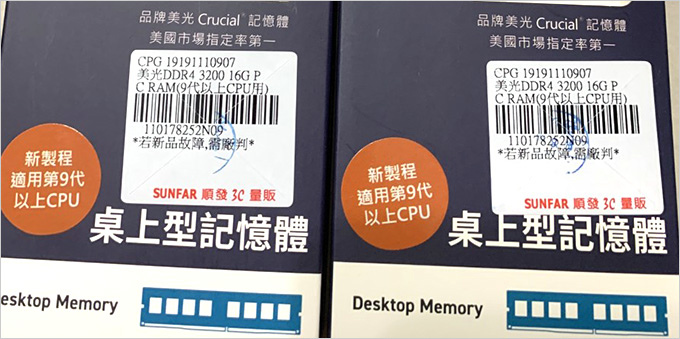 品牌美光 Crucial® 記憶體
美國市場指定率第一
CPG 19191110907
美光DDR4 3200 16G P
C RAM(9代以上CPU用)
110178252N09
*若新品故障,需廠判*
SUNFAR 順發 3C 量販
新製程
適用第9代
以上CPU
桌上型記憶體
esktop Memory
品牌美光 Crucial® 記憶體
美國市場指定率第一
CPG 19191110907
美光DDR4 3200 16G P
C RAM(9代以上CPU用)
110178252N09
*若新品故障,需廠判*
SUNFAR 順發 3C 量販
新製程
適用第9代
以上CPU
桌上型記憶體
Desktop Memory